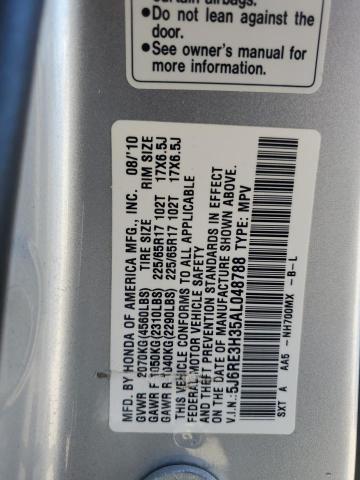 curtain airbags.
•Do not lean against the
door.
•See owner's manual for
more information.
MFD. BY HONDA OF AMERICA MFG., INC. 08/'10
GVWR 2070KG(4560LBS) TIRE SIZE RIM SIZE
GAWR F 1050KG(2310LBS) 225/65R17 102T 17X6.5J
GAWR R 1040KG(2390LBS) 225/65R17 102T 17X6.5J
THIS VEHICLE CONFORMS TO ALL APPLICABLE
FEDERAL MOTOR VEHICLE SAFETY
AND THEFT PREVENTION STANDARDS IN EFFECT
ON THE DATE OF MANUFACTURE SHOWN ABOVE.
V.I.N.: 5J6RE3H35AL048788 TYPE: MPV
SXT A AA5 -NH700MX -B-L